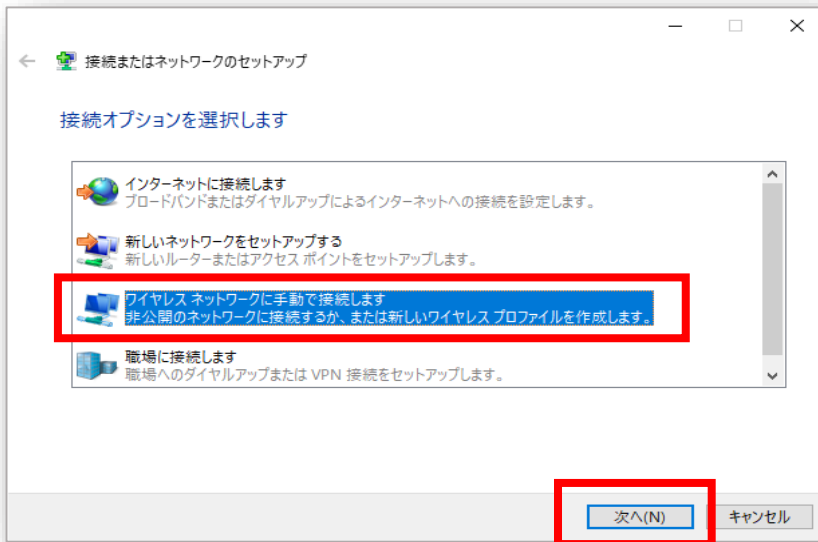 接続またはネットワークのセットアップ
接続オプションを選択します
インターネットに接続します
ブロードバンドまたはダイヤルアップによるインターネットへの接続を設定します。
新しいネットワークをセットアップする
新しいルーターまたはアクセス ポイントをセットアップします。
ワイヤレス ネットワークに手動で接続します
非公開のネットワークに接続するか、または新しいワイヤレス プロファイルを作成します。
職場に接続します
職場へのダイヤルアップまたは VPN 接続をセットアップします。
次へ(N)
キャンセル